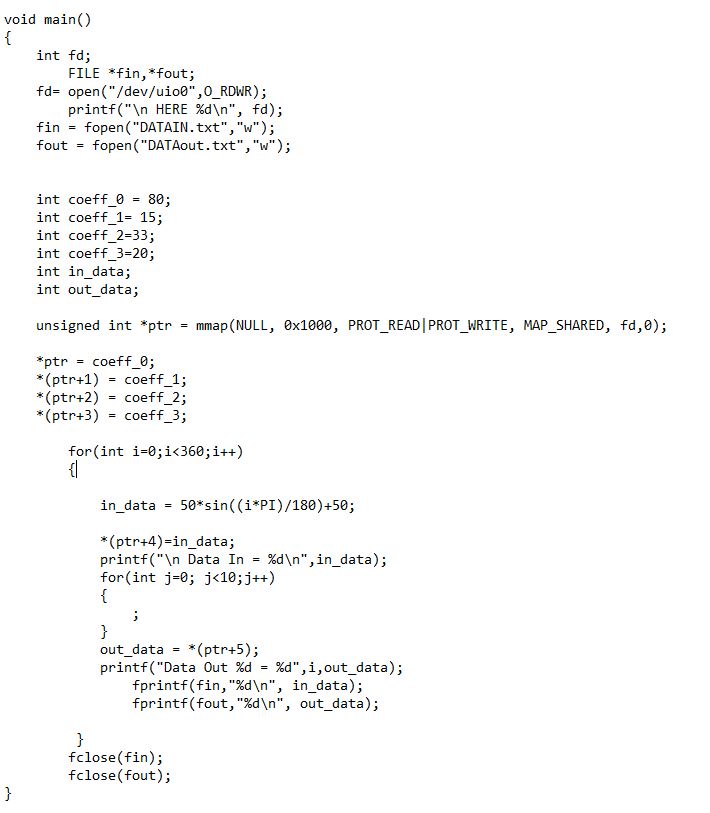 void main()
{
    int fd;
        FILE *fin,*fout;
    fd= open("/dev/uio0",O_RDWR);
        printf("\n HERE %d\n", fd);
    fin = fopen("DATAIN.txt","w");
    fout = fopen("DATAout.txt","w");
    int coeff_0 = 80;
    int coeff_1= 15;
    int coeff_2=33;
    int coeff_3=20;
    int in_data;
    int out_data;
    unsigned int *ptr = mmap(NULL, 0x1000, PROT_READ|PROT_WRITE, MAP_SHARED, fd,0);
    *ptr = coeff_0;
    *(ptr+1) = coeff_1;
    *(ptr+2) = coeff_2;
    *(ptr+3) = coeff_3;
        for(int i=0;i<360;i++)
        {
            in_data = 50*sin((i*PI)/180)+50;
            *(ptr+4)=in_data;
            printf("\n Data In = %d\n",in_data);
            for(int j=0; j<10;j++)
            {
                ;
            }
            out_data = *(ptr+5);
            printf("Data Out %d = %d",i,out_data);
                fprintf(fin,"%d\n", in_data);
                fprintf(fout,"%d\n", out_data);
         }
        fclose(fin);
        fclose(fout);
}